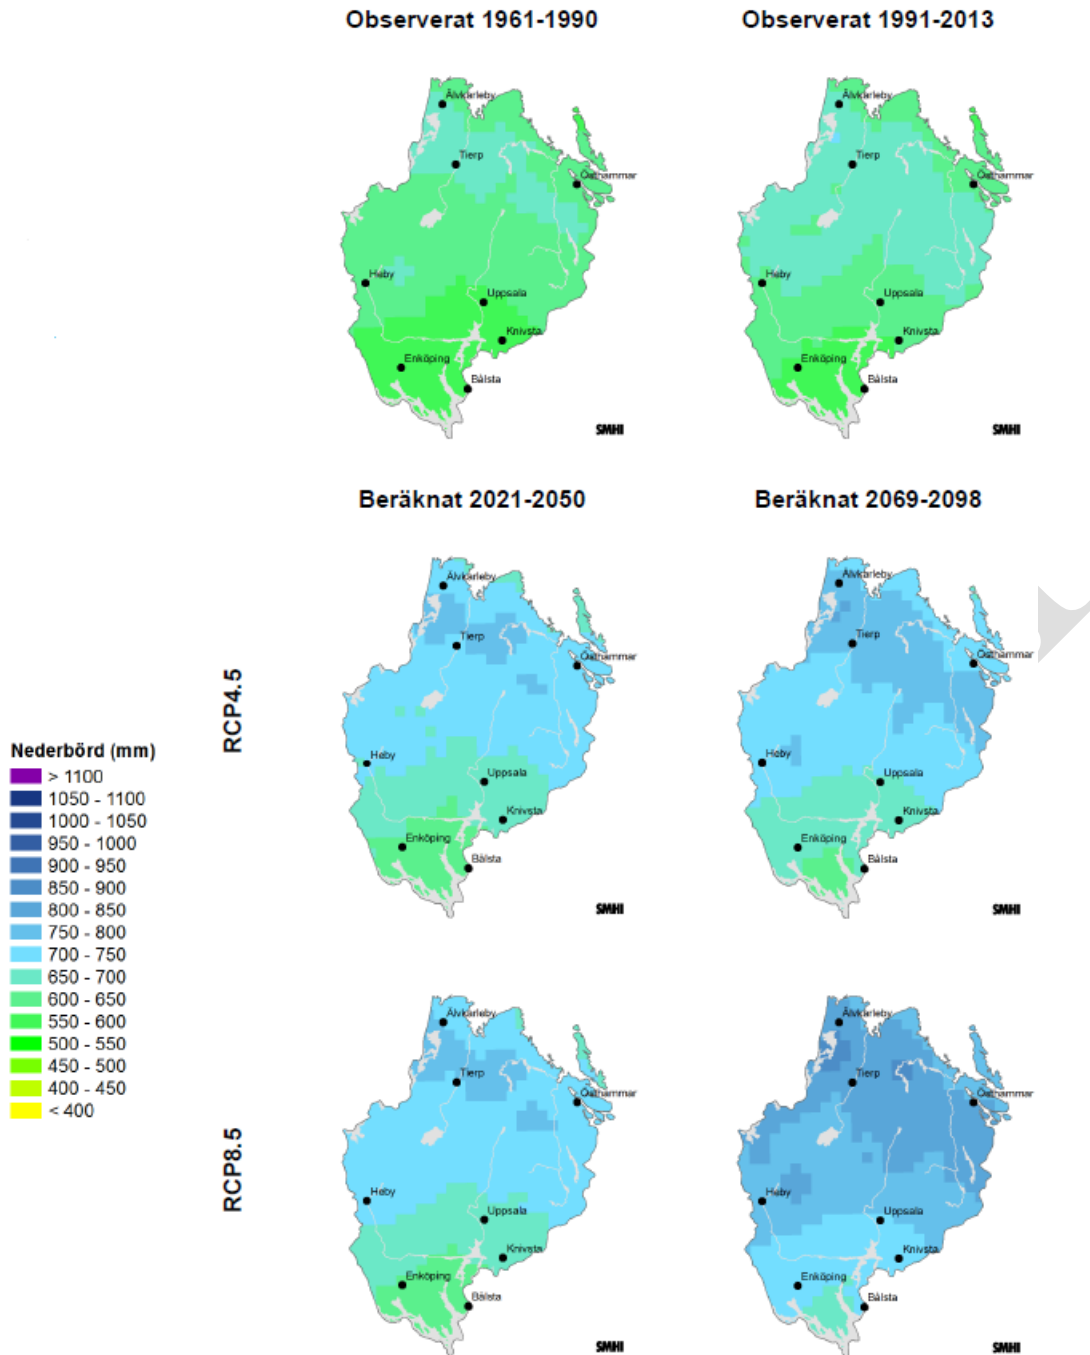 Observerat 1961-1990
Observerat 1991-2013
Älvkarleby
Tierp
Östhammar
Heby
Uppsala
Knivsta
Enköping
Bålsta
SMHI
Älvkarleby
Tierp
Östhammar
Heby
Uppsala
Knivsta
Enköping
Bålsta
SMHI
Beräknat 2021-2050
Beräknat 2069-2098
RCP4.5
Älvkarleby
Tierp
Östhammar
Heby
Uppsala
Knivsta
Enköping
Bålsta
SMHI
Älvkarleby
Tierp
Östhammar
Heby
Uppsala
Knivsta
Enköping
Bålsta
SMHI
Nederbörd (mm)
> 1100
1050 - 1100
1000 - 1050
950 - 1000
900 - 950
850 - 900
800 - 850
750 - 800
700 - 750
650 - 700
600 - 650
550 - 600
500 - 550
450 - 500
400 - 450
< 400
RCP8.5
Älvkarleby
Tierp
Östhammar
Heby
Uppsala
Knivsta
Enköping
Bålsta
SMHI
Älvkarleby
Tierp
Östhammar
Heby
Uppsala
Knivsta
Enköping
Bålsta
SMHI